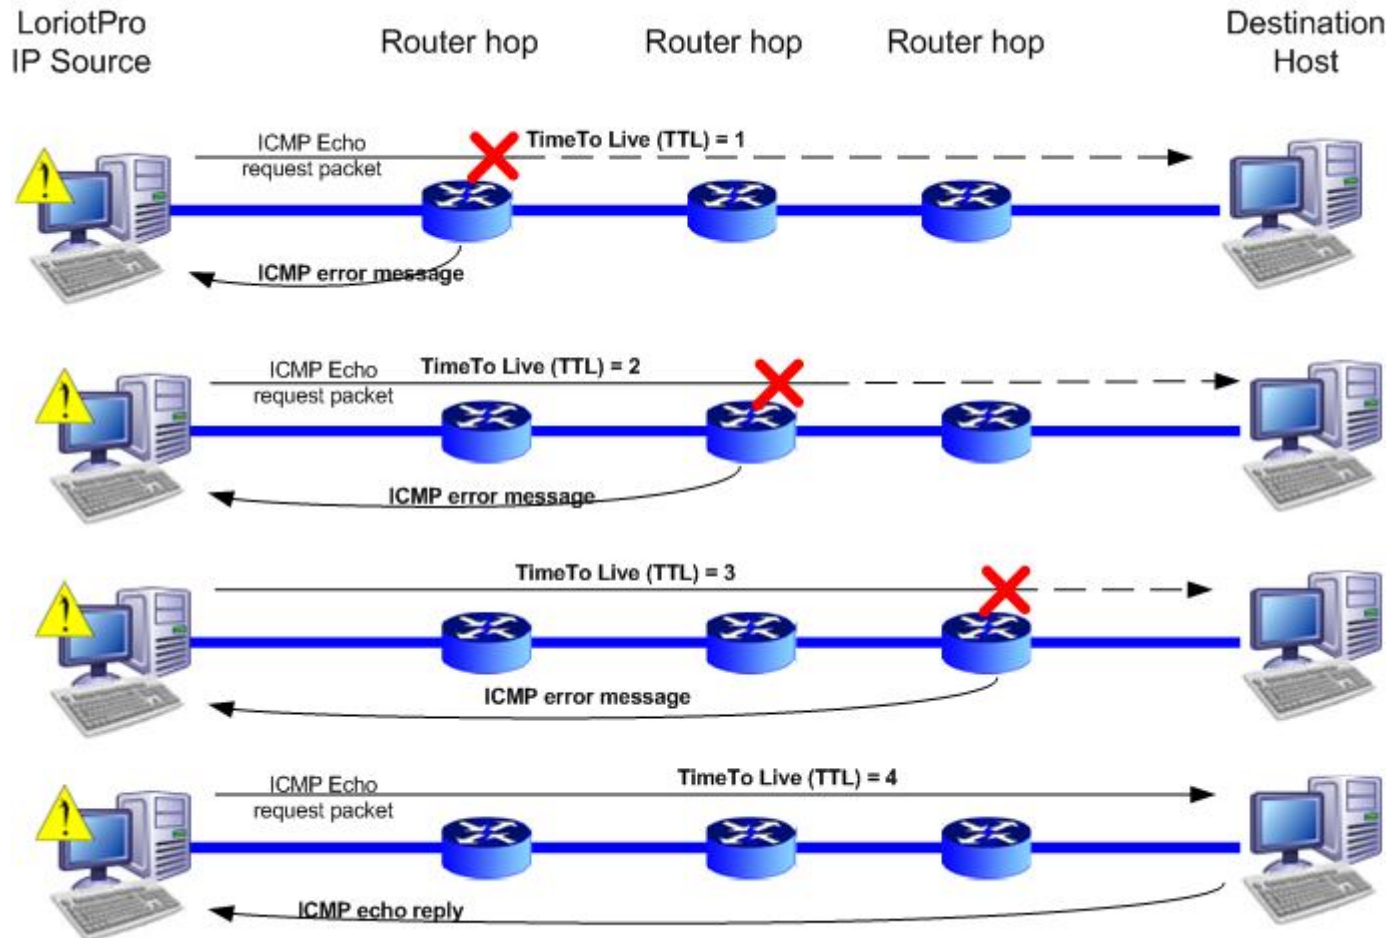 LoriotPro
IP Source
Router hop
Router hop
Router hop
Destination
Host
ICMP Echo
request packet
TimeTo Live (TTL) = 1
ICMP error message
ICMP Echo
request packet
TimeTo Live (TTL) = 2
ICMP error message
TimeTo Live (TTL) = 3
ICMP error message
ICMP Echo
request packet
TimeTo Live (TTL) = 4
ICMP echo reply